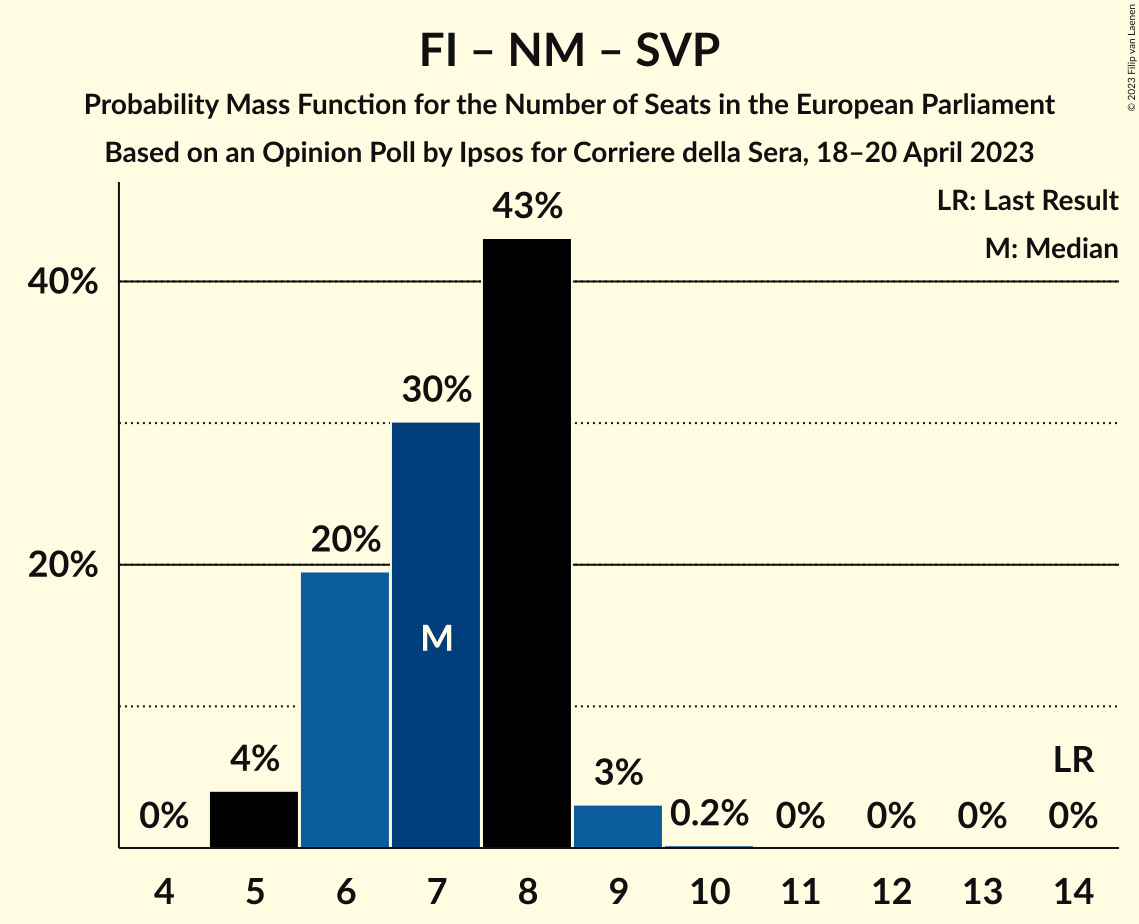 FI – NM – SVP
Probability Mass Function for the Number of Seats in the European Parliament
Based on an Opinion Poll by Ipsos for Corriere della Sera, 18–20 April 2023
© 2023 Filip van Laenen
LR: Last Result
M: Median
43%
40%
30%
20%
20%
M
4%
3%
LR
0%
0.2%
0%
0%
0%
0%
4 5 6 7 8 9 10 11 12 13 14